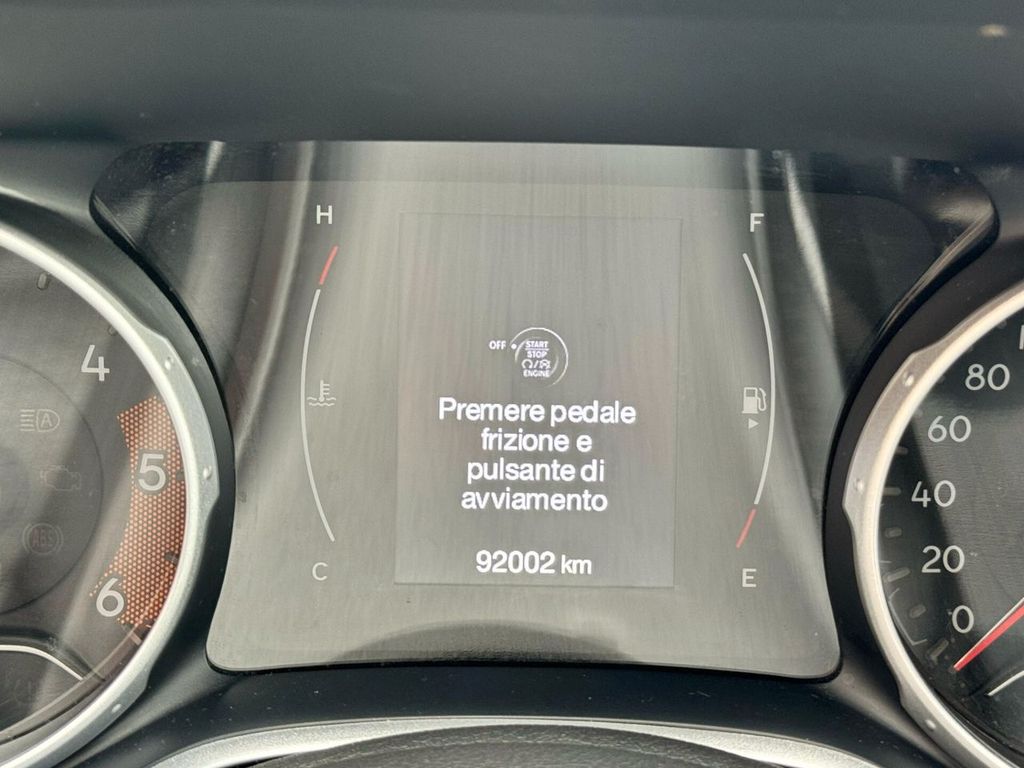 H
F
4
5
6
A
ABS
OFF
START
STOP
ENGINE
Premere pedale
frizione e
pulsante di
avviamento
92002 km
C
E
80
60
40
20
0